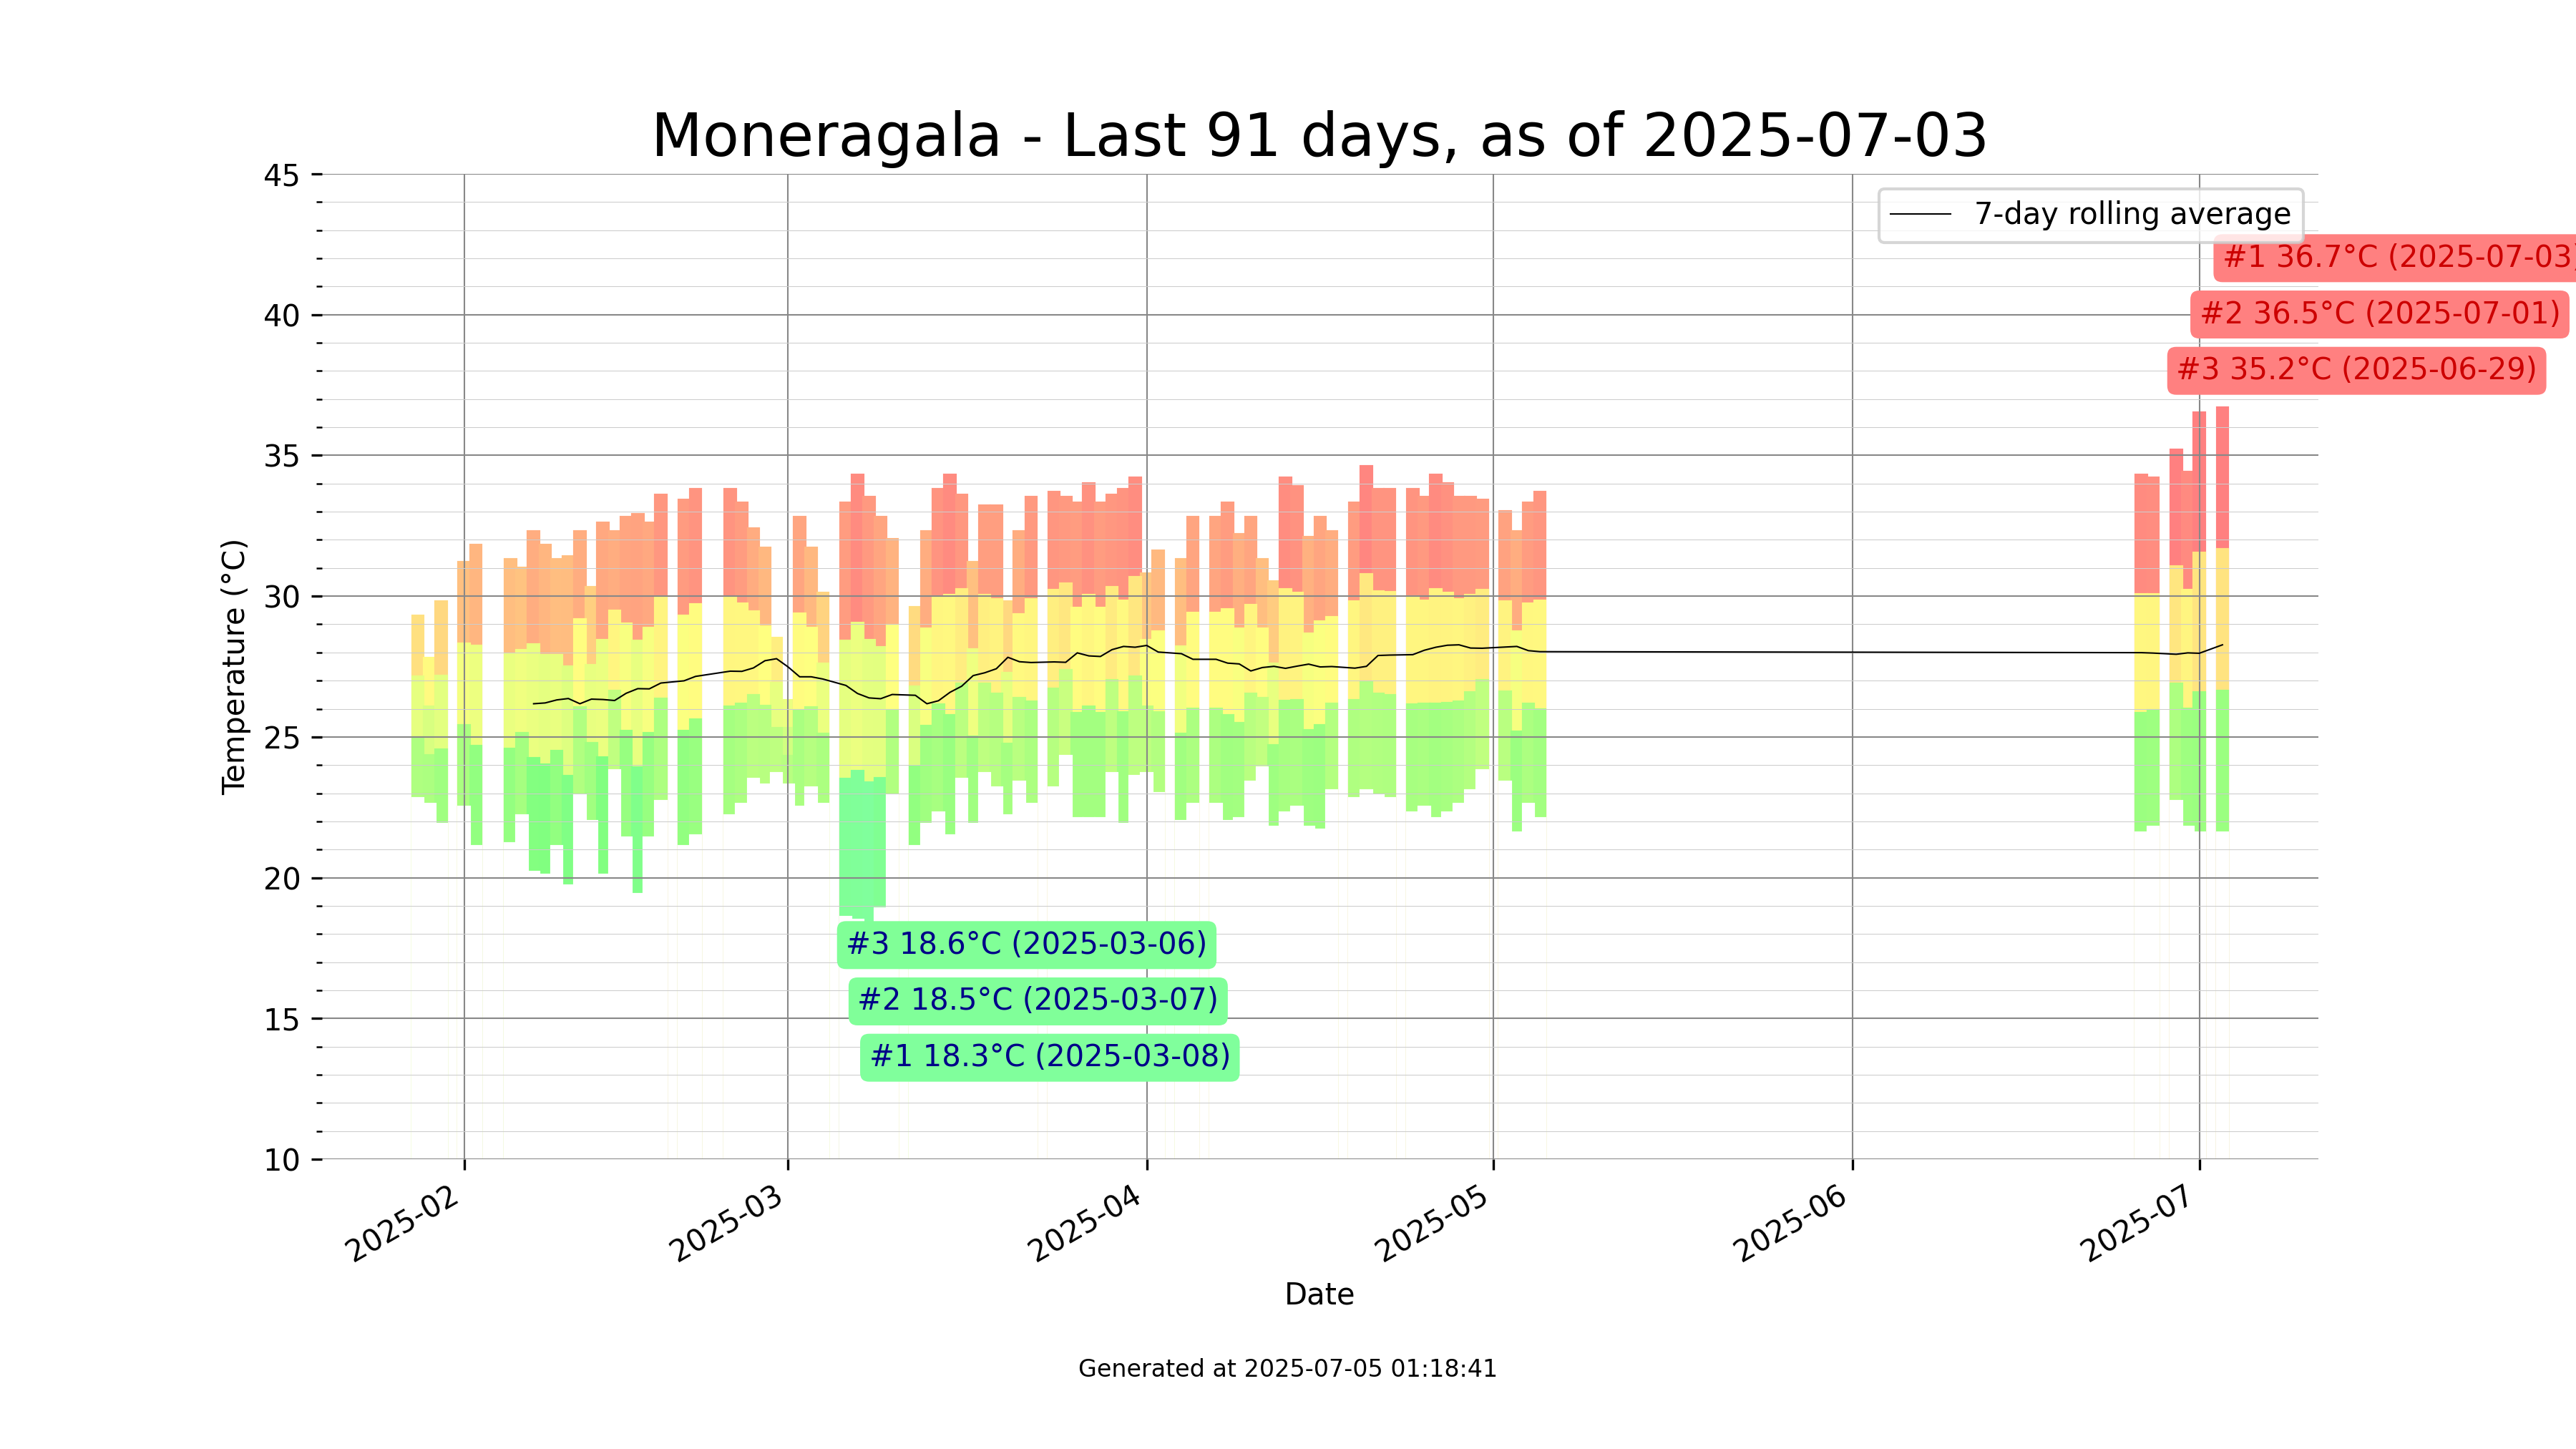 Moneragala - Last 91 days, as of 2025-07-03
7-day rolling average
#1 36.7°C (2025-07-03)
#2 36.5°C (2025-07-01)
#3 35.2°C (2025-06-29)
45
40
35
30
25
20
15
10
Temperature (°C)
#3 18.6°C (2025-03-06)
#2 18.5°C (2025-03-07)
#1 18.3°C (2025-03-08)
2025-02
2025-03
2025-04
2025-05
2025-06
2025-07
Date
Generated at 2025-07-05 01:18:41